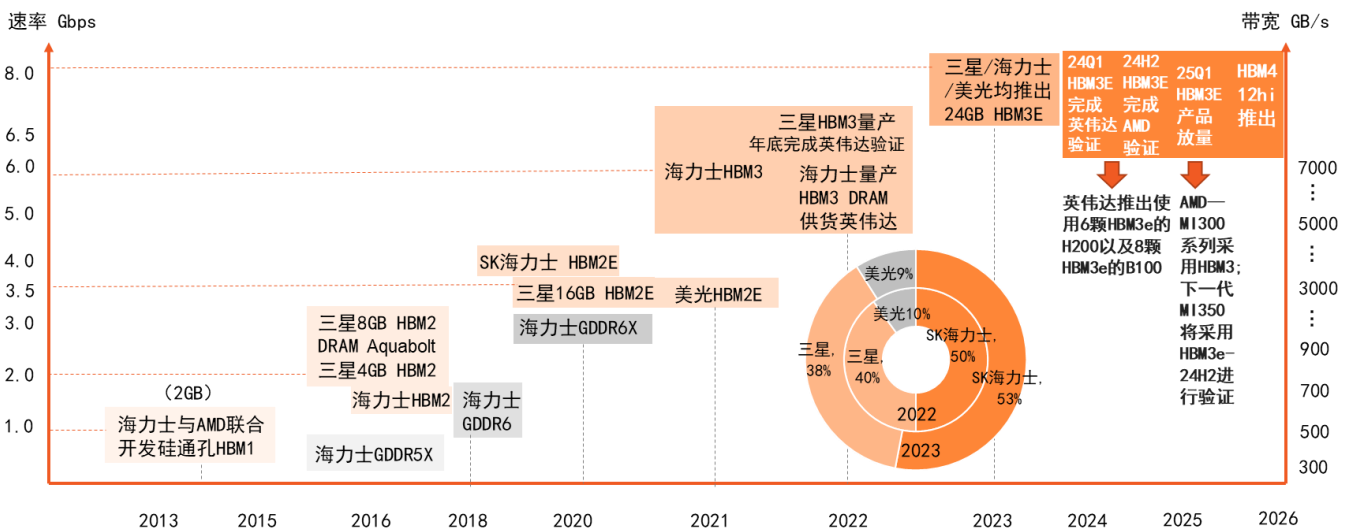 速率 Gbps
带宽 GB/s
8.0
6.5
6.0
5.0
4.0
3.5
3.0
2.0
1.0
（2GB）
海力士与AMD联合
开发硅通孔HBM1
三星8GB HBM2
DRAM Aquabolt
三星4GB HBM2
海力士HBM2
海力士GDDR5X
海力士
GDDR6
SK海力士 HBM2E
三星16GB HBM2E
美光HBM2E
海力士GDDR6X
三星HBM3量产
年底完成英伟达验证
海力士HBM3
海力士量产
HBM3 DRAM
供货英伟达
三星/海力士
/美光均推出
24GB HBM3E
24Q1
HBM3E
完成
英伟达
验证
24H2
HBM3E
完成
AMD
验证
25Q1
HBM3E
产品
放量
HBM4
12hi
推出
英伟达推出使
用6颗HBM3e的
H200以及8颗
HBM3e的B100
AMD—
MI300
系列采
用HBM3;
下一代
MI350
将采用
HBM3e-
24H2进
行验证
美光9%
美光10%
SK海力士,
50%
三星,
38%
三星,
40%
SK海力士,
53%
2022
2023
7000
⋮
5000
⋮
3000
⋮
900
700
500
300
2013
2015
2016
2018
2020
2021
2022
2023
2024
2025
2026